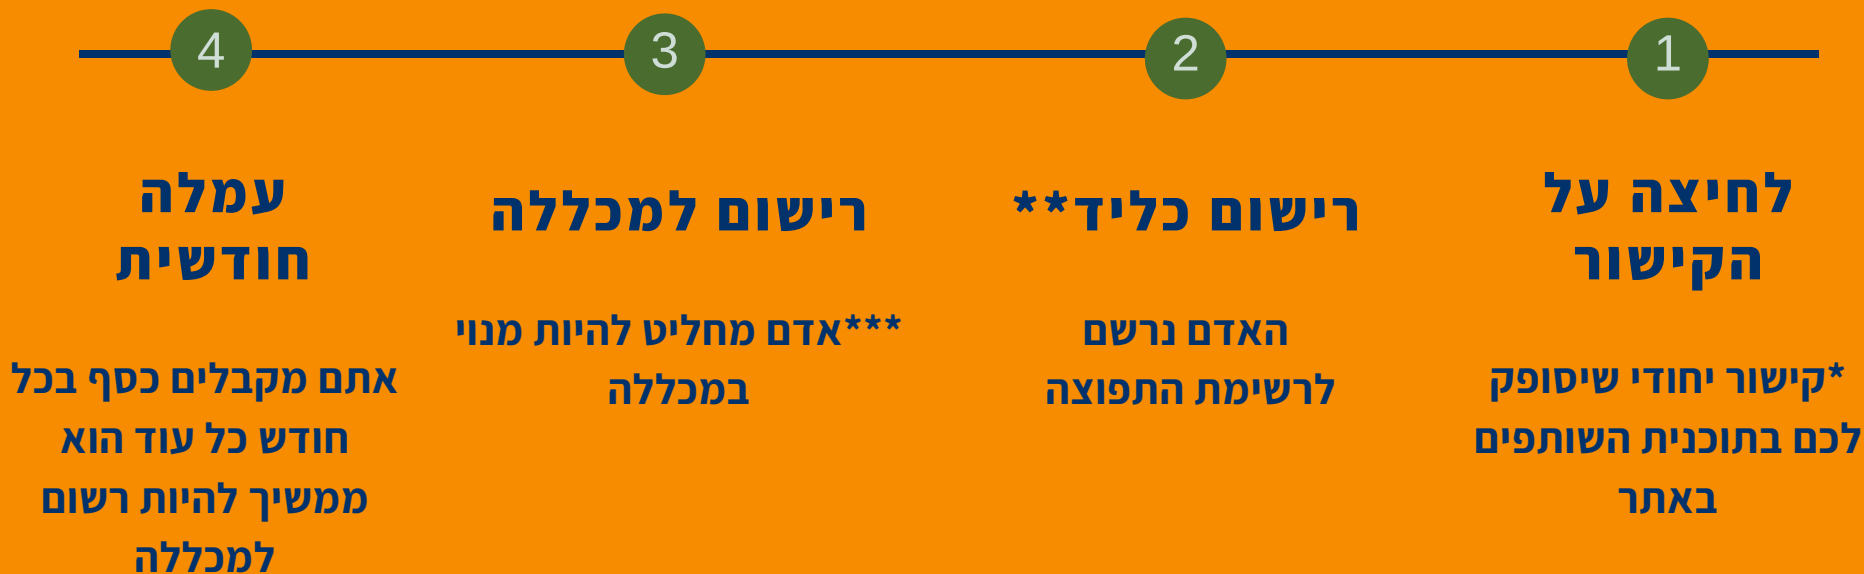 1
לחיצה על
הקישור
*קישור יחודי שיסופק
לכם בתוכנית השותפים
באתר
2
רישום כליד**
האדם נרשם
לרשימת התפוצה
3
רישום למכללה
***אדם מחליט להיות מנוי
במכללה
4
עמלה
חודשית
אתם מקבלים כסף בכל
חודש כל עוד הוא
ממשיך להיות רשום
למכללה